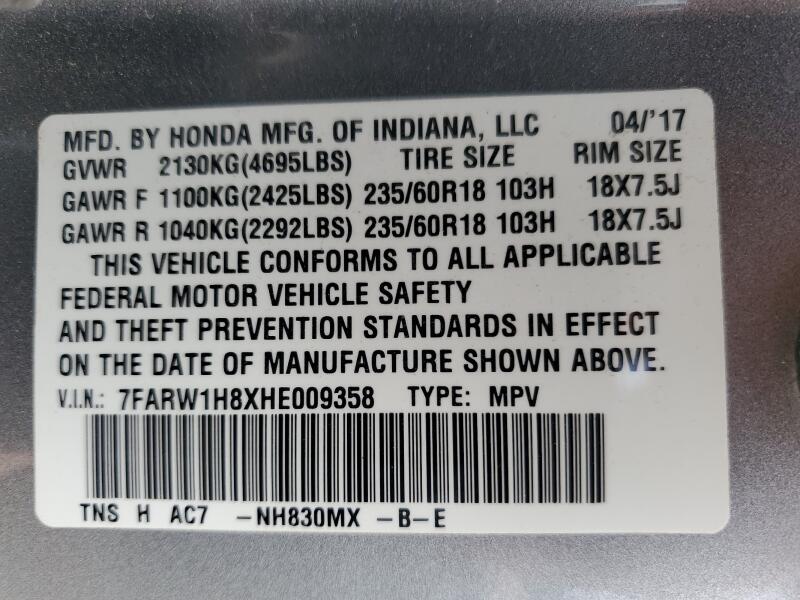 MFD. BY HONDA MFG. OF INDIANA, LLC 04/'17
GVWR 2130KG(4695LBS) TIRE SIZE RIM SIZE
GAWR F 1100KG(2425LBS) 235/60R18 103H 18X7.5J
GAWR R 1040KG(2292LBS) 235/60R18 103H 18X7.5J
THIS VEHICLE CONFORMS TO ALL APPLICABLE
FEDERAL MOTOR VEHICLE SAFETY
AND THEFT PREVENTION STANDARDS IN EFFECT
ON THE DATE OF MANUFACTURE SHOWN ABOVE.
V.I.N.: 7FARW1H8XHE009358 TYPE: MPV
TNS H AC7 -NH830MX -B-E